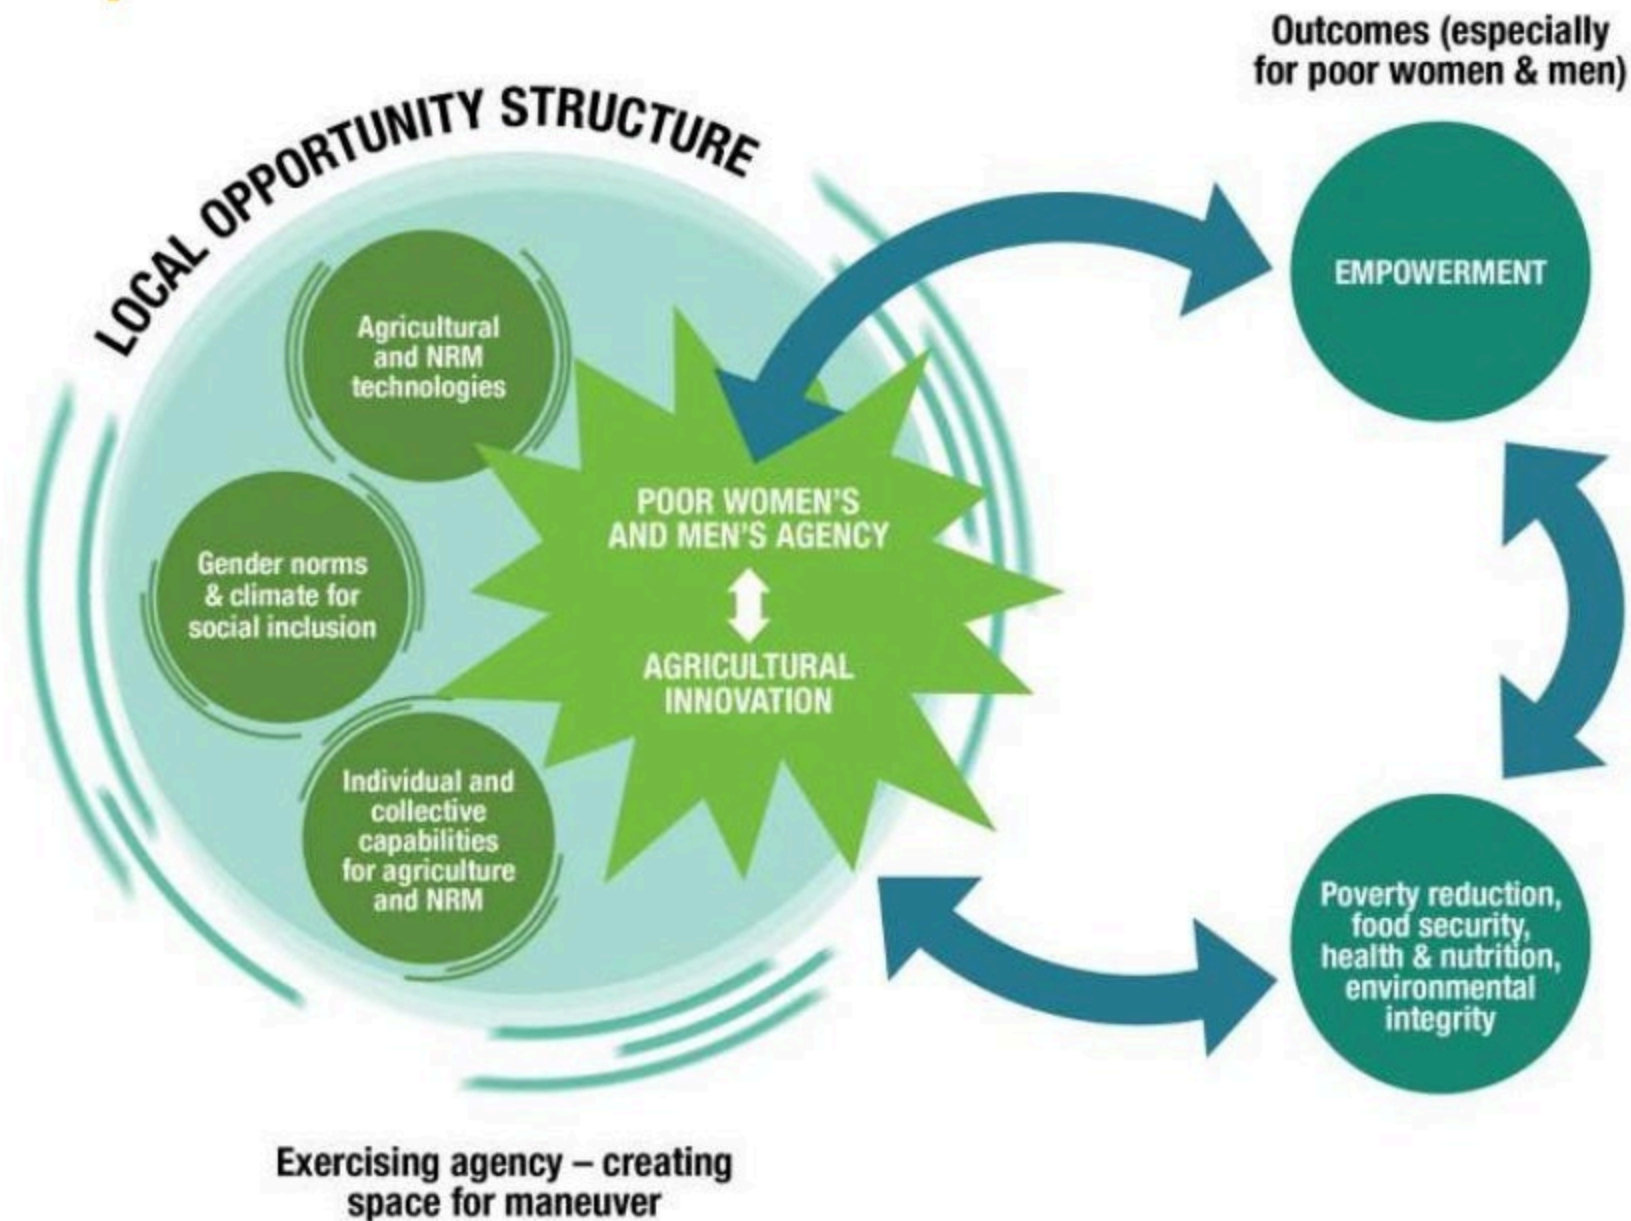 Outcomes (especially
for poor women & men)
LOCAL OPPORTUNITY STRUCTURE
EMPOWERMENT
Agricultural
and NRM
technologies
POOR WOMEN'S
AND MEN'S AGENCY
AGRICULTURAL
INNOVATION
Gender norms
& climate for
social inclusion
Individual and
collective
capabilities
for agriculture
and NRM
Poverty reduction,
food security,
health & nutrition,
environmental
integrity
Exercising agency – creating
space for maneuver